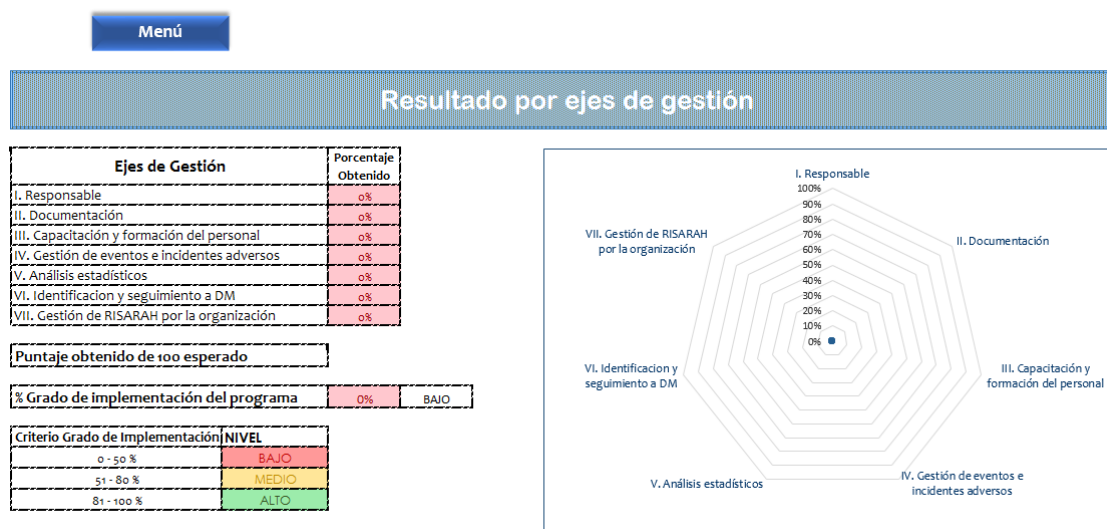 Menú
Resultado por ejes de gestión
Ejes de Gestión
Porcentaje
Obtenido
I. Responsable
0%
II. Documentación
0%
III. Capacitación y formación del personal
0%
IV. Gestión de eventos e incidentes adversos
0%
V. Análisis estadísticos
0%
VI. Identificacion y seguimiento a DM
0%
VII. Gestión de RISARAH por la organización
0%
Puntaje obtenido de 100 esperado
% Grado de implementación del programa
0%
BAJO
Criterio Grado de Implementación
NIVEL
0 - 50 %
BAJO
51 - 80 %
MEDIO
81 - 100 %
ALTO
I. Responsable
100%
90%
80%
70%
60%
50%
40%
30%
20%
10%
0%
II. Documentación
III. Capacitación y
formación del personal
IV. Gestión de eventos e
incidentes adversos
V. Análisis estadísticos
VI. Identificacion y
seguimiento a DM
VII. Gestión de RISARAH
por la organización